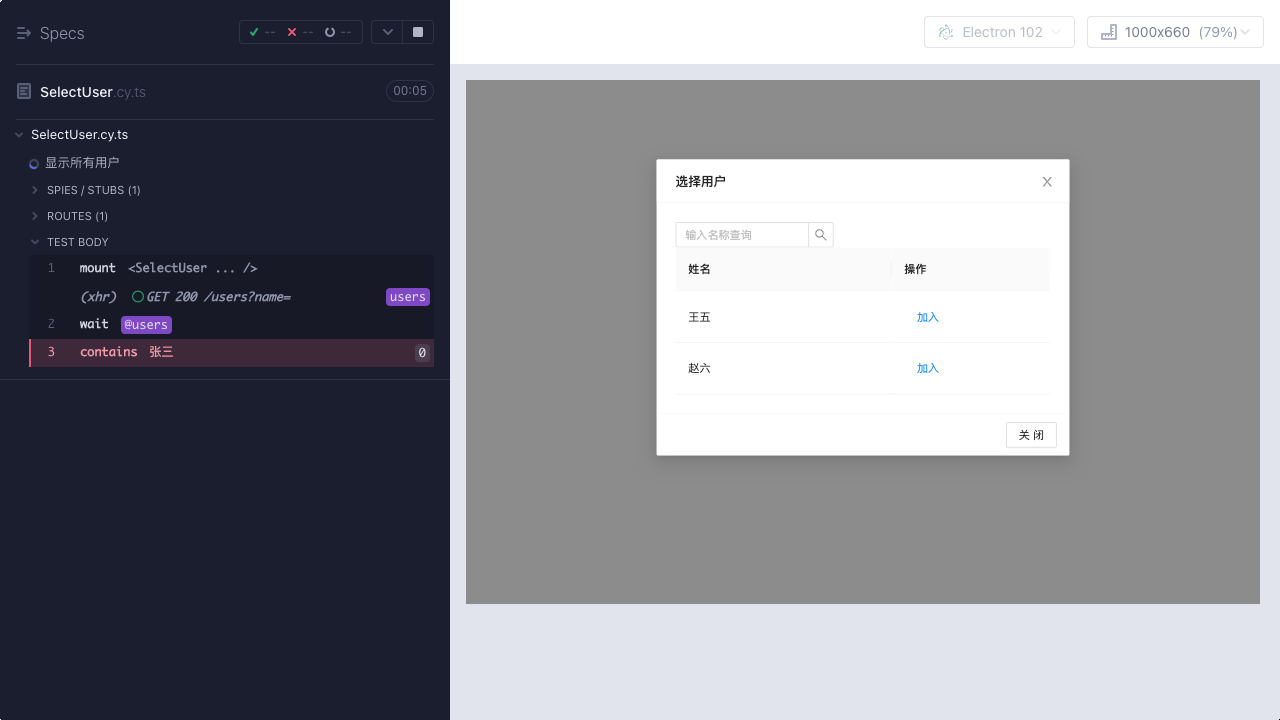 Specs
-- -- --
SelectUser.cy.ts
00:05
SelectUser.cy.ts
显示所有用户
SPIES / STUBS (1)
ROUTES (1)
TEST BODY
1 mount <SelectUser ... />
(xhr) GET 200 /users?name= users
2 wait @users
3 contains 张三 0
Electron 102
1000x660 (79%)
选择用户
输入名称查询
姓名 操作
王五 加入
赵六 加入
关 闭